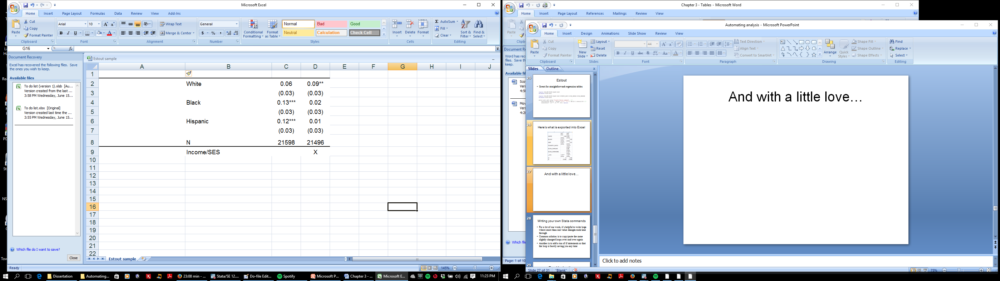 Microsoft Excel
Home Insert Page Layout Formulas Data Review View Add-Ins
Cut
Copy
Format Painter
Paste
Clipboard
Arial 10
Font
Wrap Text
Merge & Center
Alignment
General
Number
Conditional Formatting
Format as Table
Normal Bad Good
Neutral Calculation Check Cell
Styles
Insert Delete Format
Cells
AutoSum
Fill
Clear
Sort & Filter
Find & Select
Editing
G16
Document Recovery
Excel has recovered the following files. Save
the ones you wish to keep.
Available files
To do list (version 1).xlsb [Au...
Version created from the last ...
3:58 PM Wednesday, June 15...
To do list.xlsx [Original]
Version created last time the ...
3:55 PM Wednesday, June 15...
Which file do I want to save?
Close
Estout sample
A B C D E F G H I J
1
2 White 0.06 0.09**
3 (0.03) (0.03)
4 Black 0.13*** 0.02
5 (0.03) (0.03)
6 Hispanic 0.12*** 0.01
7 (0.03) (0.03)
8 N 21598 21496
9 Income/SES X
10
11
12
13
14
15
16
17
18
19
20
21
22
Estout sample
Ready
145%
Chapter 3 - Tables - Microsoft Word
Home Insert Page Layout References Mailings Review View
Paste
Document Re
Word has rec
files. Save th
keep.
Available fil
Sco
Vers
4:50
Mov
Vers
4:20
Which file
Page: 1 of 10
Automating analysis - Microsoft PowerPoint
Home Insert Design Animations Slide Show Review View
Cut
Copy
Format Painter
Paste
Clipboard
New Slide
Layout
Reset
Delete
Slides
44
Font
Text Direction
Align Text
Convert to SmartArt
Paragraph
Arrange
Quick Styles
Shape Fill
Shape Outline
Shape Effects
Drawing
Find
Replace
Select
Editing
Slides Outline
25
Estout
• Great for straightforward regression tables
26
Here's what is exported into Excel
27
And with a little love…
28
Writing your own Stata commands
• For a lot of our work, it's helpful to write loops
where more than one value changes each time
through
• Common solution is to copy/paste the same
slightly changed loops over and over again
• Another is to add a ton of if statements so that
the loop is barely saving you any time
29
And with a little love…
Click to add notes
Slide 27 of 31 "Blank"
75%
Dissertation
Automating...
23:08 min - ...
Stata/SE 12....
Do-file Edit...
Spotify
Microsoft P...
Chapter 3 - ...
Microsoft E...
11:23 PM